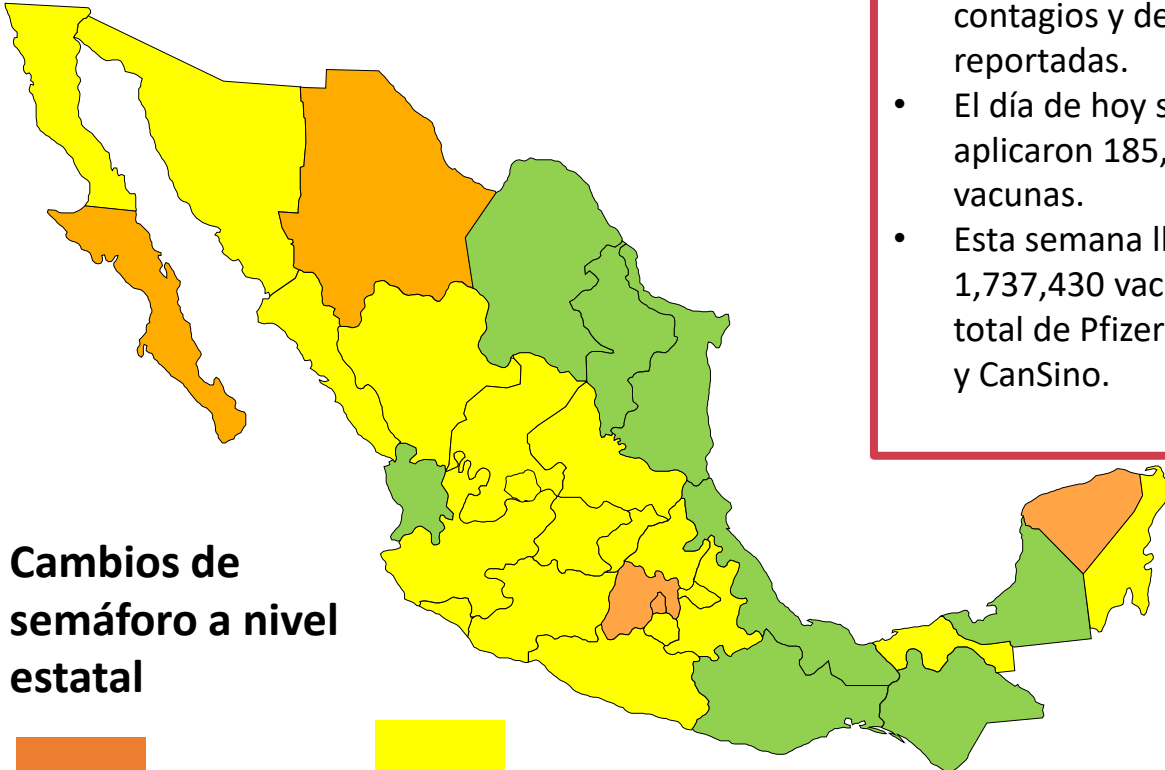 contagios y de
reportadas.
• El día de hoy s
aplicaron 185,
vacunas.
• Esta semana ll
1,737,430 vac
total de Pfizer
y CanSino.
Cambios de
semáforo a nivel
estatal